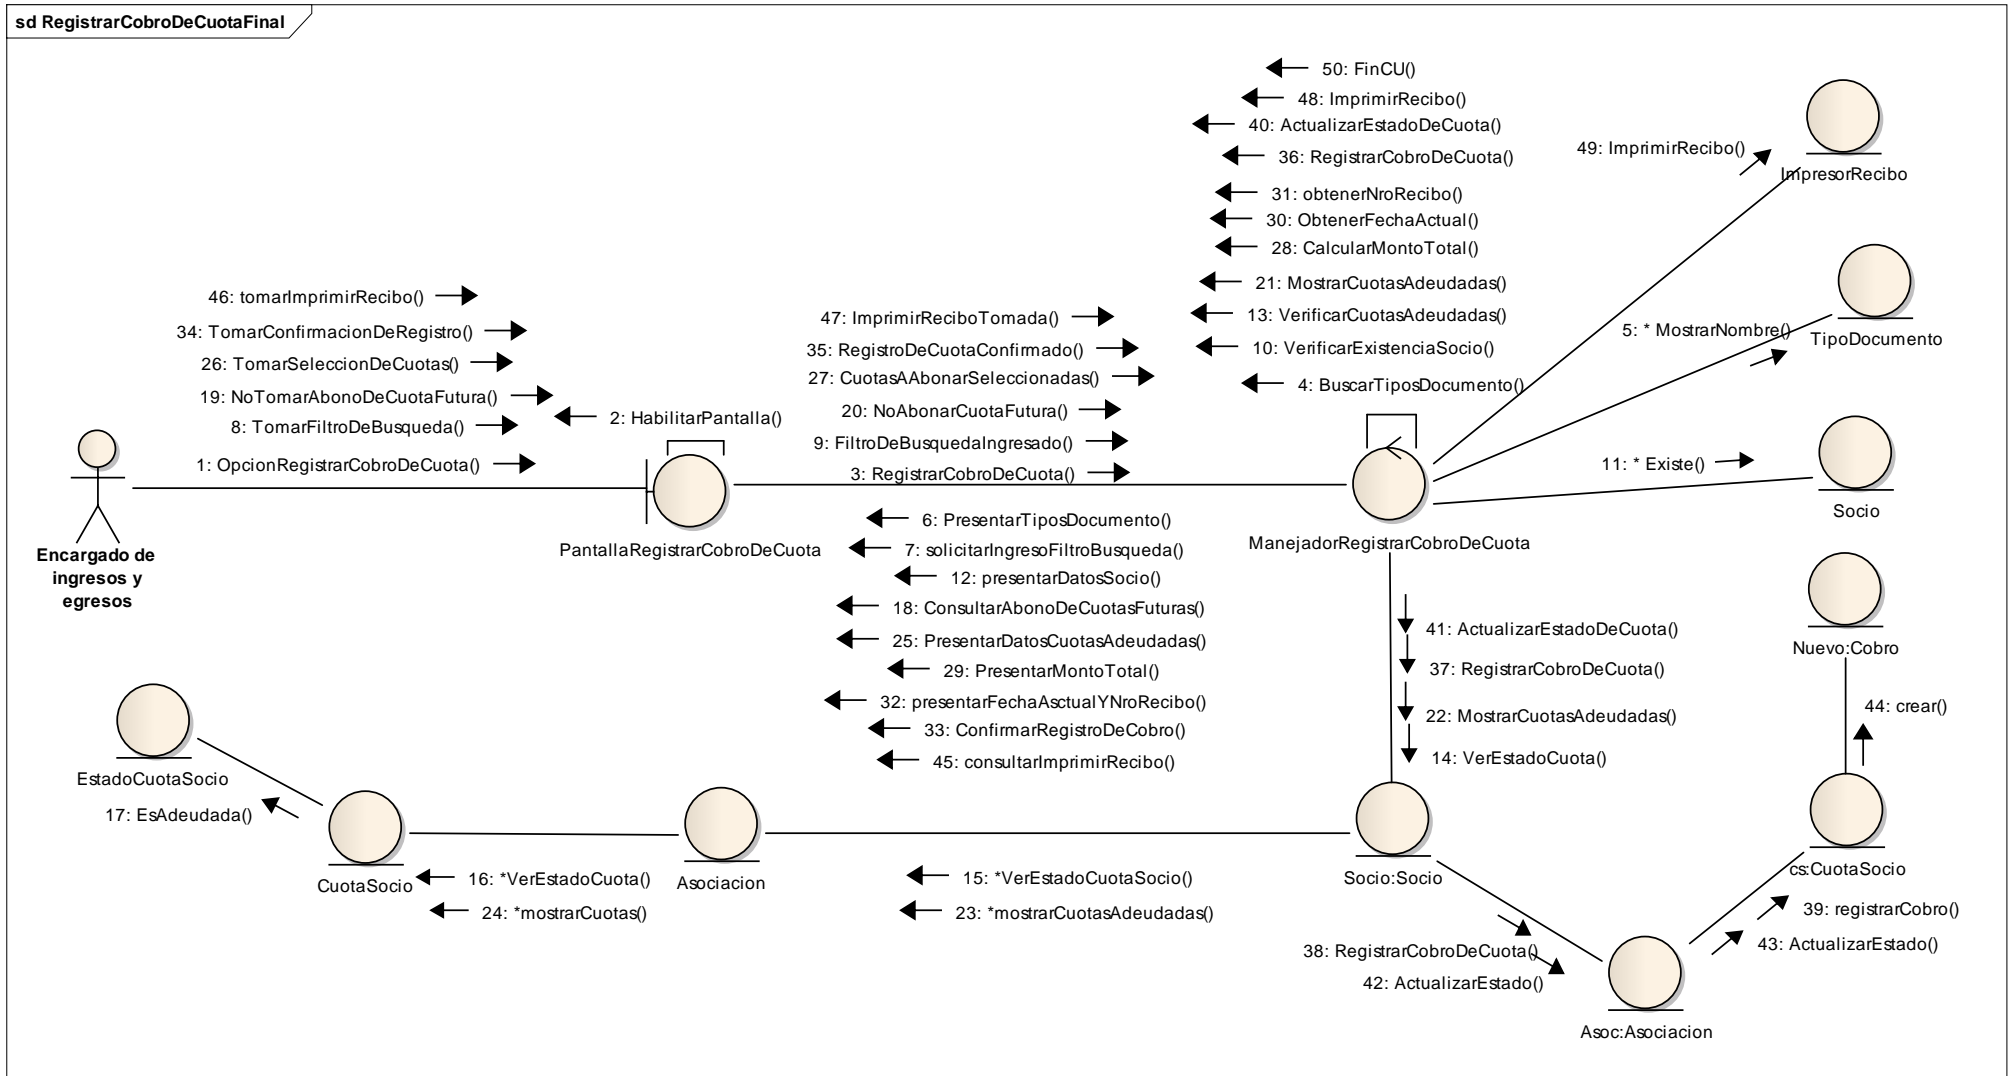 sd RegistrarCobroDeCuotaFinal
50: FinCU()
48: ImprimirRecibo()
40: ActualizarEstadoDeCuota()
36: RegistrarCobroDeCuota()
31: obtenerNroRecibo()
30: ObtenerFechaActual()
28: CalcularMontoTotal()
21: MostrarCuotasAdeudadas()
13: VerificarCuotasAdeudadas()
10: VerificarExistenciaSocio()
4: BuscarTiposDocumento()
49: ImprimirRecibo()
ImpresorRecibo
5: * MostrarNombre()
TipoDocumento
46: tomarImprimirRecibo()
34: TomarConfirmacionDeRegistro()
26: TomarSeleccionDeCuotas()
19: NoTomarAbonoDeCuotaFutura()
8: TomarFiltroDeBusqueda()
1: OpcionRegistrarCobroDeCuota()
2: HabilitarPantalla()
47: ImprimirReciboTomada()
35: RegistroDeCuotaConfirmado()
27: CuotasAAbonarSeleccionadas()
20: NoAbonarCuotaFutura()
9: FiltroDeBusquedaIngresado()
3: RegistrarCobroDeCuota()
11: * Existe()
Socio
Encargado de
ingresos y
egresos
PantallaRegistrarCobroDeCuota
ManejadorRegistrarCobroDeCuota
6: PresentarTiposDocumento()
7: solicitarIngresoFiltroBusqueda()
12: presentarDatosSocio()
18: ConsultarAbonoDeCuotasFuturas()
25: PresentarDatosCuotasAdeudadas()
29: PresentarMontoTotal()
32: presentarFechaAsctualYNroRecibo()
33: ConfirmarRegistroDeCobro()
45: consultarImprimirRecibo()
41: ActualizarEstadoDeCuota()
37: RegistrarCobroDeCuota()
22: MostrarCuotasAdeudadas()
14: VerEstadoCuota()
Nuevo:Cobro
44: crear()
EstadoCuotaSocio
17: EsAdeudada()
CuotaSocio
16: *VerEstadoCuota()
24: *mostrarCuotas()
Asociacion
15: *VerEstadoCuotaSocio()
23: *mostrarCuotasAdeudadas()
Socio:Socio
cs:CuotaSocio
39: registrarCobro()
43: ActualizarEstado()
38: RegistrarCobroDeCuota()
42: ActualizarEstado()
Asoc:Asociacion